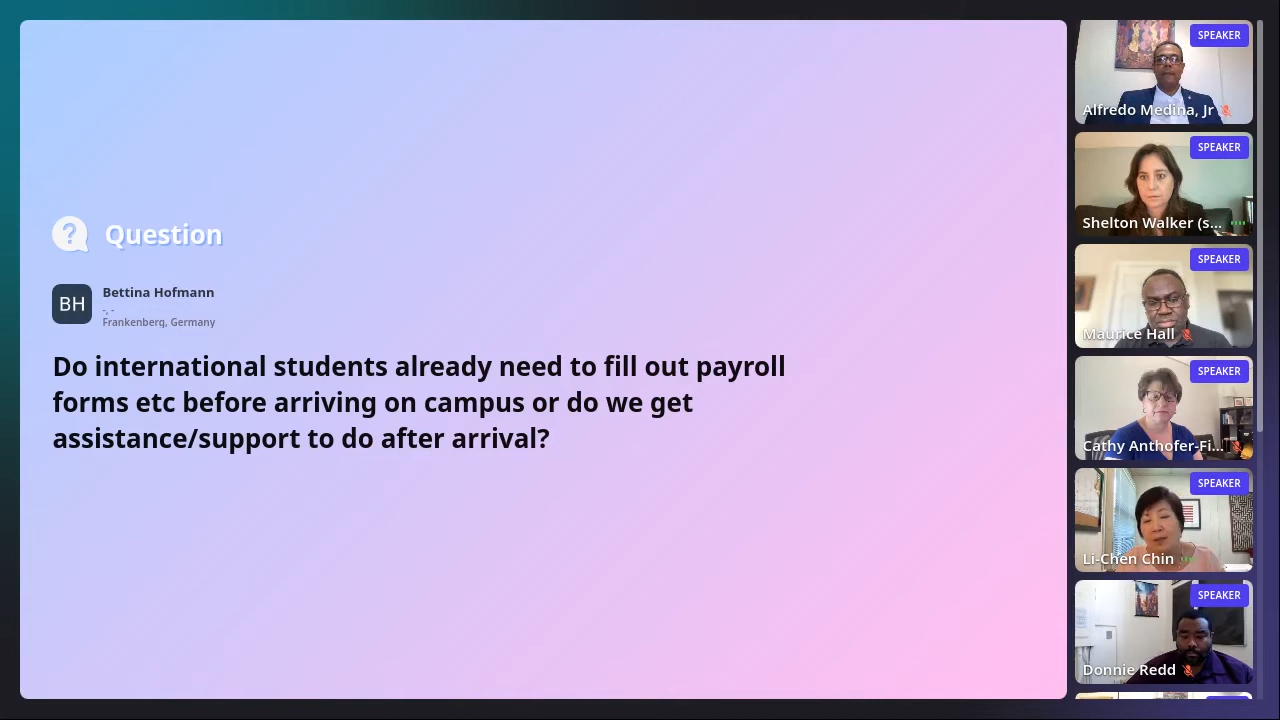 Question
BH
Bettina Hofmann
-, -
Frankenberg, Germany
Do international students already need to fill out payroll
forms etc before arriving on campus or do we get
assistance/support to do after arrival?
SPEAKER
Alfredo Medina, Jr
SPEAKER
Shelton Walker (s...
SPEAKER
Maurice Hall
SPEAKER
Cathy Anthofer-Fi...
SPEAKER
Li-Chen Chin
SPEAKER
Donnie Redd